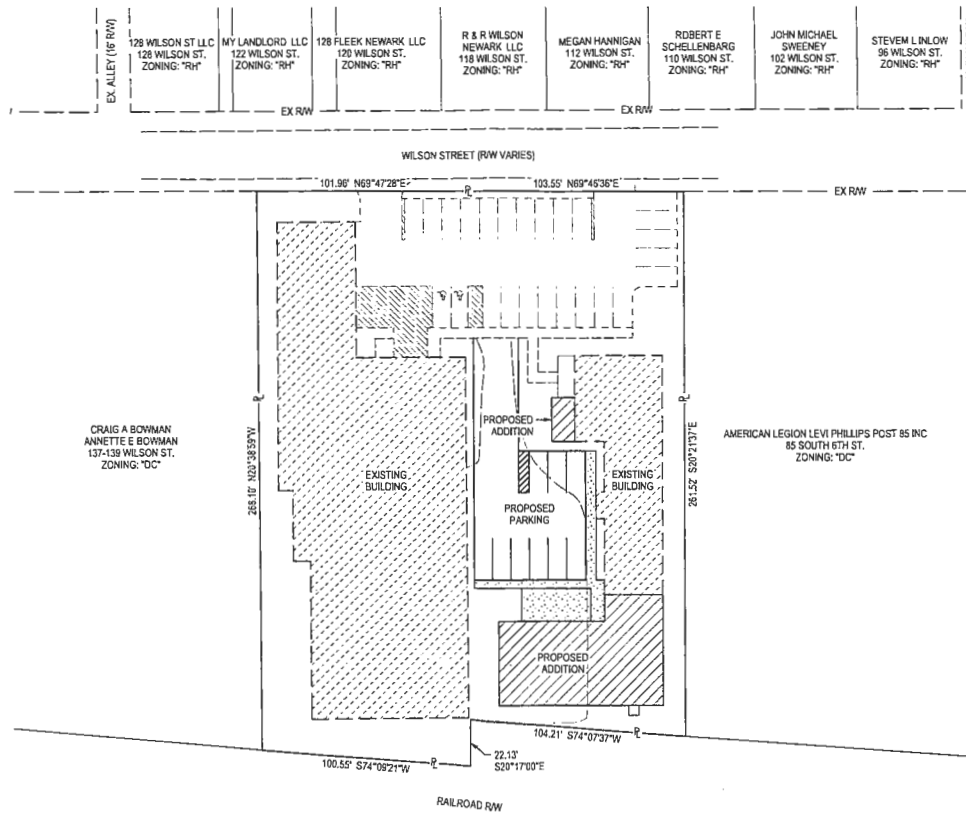 EX. ALLEY (16' R/W)
128 WILSON ST LLC
128 WILSON ST.
ZONING: "RH"
MY LANDLORD LLC
122 WILSON ST.
ZONING: "RH"
128 FLEEK NEWARK LLC
120 WILSON ST.
ZONING: "RH"
R & R WILSON
NEWARK LLC
118 WILSON ST.
ZONING: "RH"
MEGAN HANNIGAN
112 WILSON ST.
ZONING: "RH"
ROBERT E
SCHELLENBARG
110 WILSON ST.
ZONING: "RH"
JOHN MICHAEL
SWEENEY
102 WILSON ST.
ZONING: "RH"
STEVEM L INLOW
96 WILSON ST.
ZONING: "RH"
EX R/W
EX R/W
WILSON STREET (R/W VARIES)
101.96' N69°47'28"E
PL
103.55' N69°45'36"E
EX R/W
PL
268.10' N20°38'59"W
CRAIG A BOWMAN
ANNETTE E BOWMAN
137-139 WILSON ST.
ZONING: "DC"
EXISTING
BUILDING
PROPOSED
ADDITION
PROPOSED
PARKING
EXISTING
BUILDING
PL
261.52' S20°21'37"E
AMERICAN LEGION LEVI PHILLIPS POST 85 INC
85 SOUTH 6TH ST.
ZONING: "DC"
PROPOSED
ADDITION
104.21' S74°07'37"W
PL
22.13'
S20°17'00"E
100.55' S74°09'21"W
PL
RAILROAD R/W